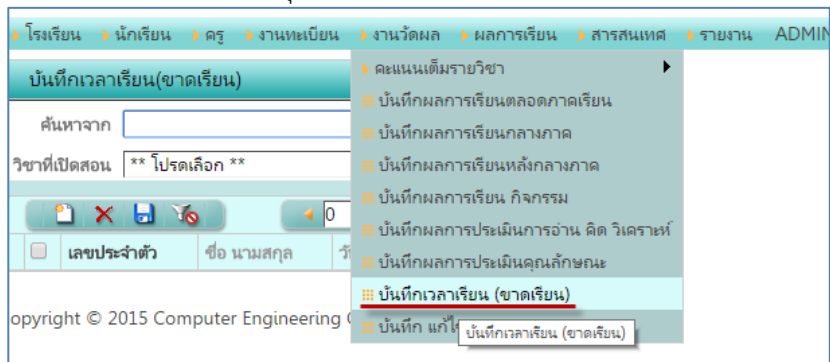 โรงเรียน นักเรียน ครู งานทะเบียน งานวัดผล ผลการเรียน สารสนเทศ รายงาน ADMIN
บันทึกเวลาเรียน(ขาดเรียน)
ค้นหาจาก
วิชาที่เปิดสอน ** โปรดเลือก **
0
เลขประจำตัว ชื่อ นามสกุล
คะแนนเต็มรายวิชา
บันทึกผลการเรียนตลอดภาคเรียน
บันทึกผลการเรียนกลางภาค
บันทึกผลการเรียนหลังกลางภาค
บันทึกผลการเรียน กิจกรรม
บันทึกผลการประเมินการอ่าน คิด วิเคราะห์
บันทึกผลการประเมินคุณลักษณะ
บันทึกเวลาเรียน (ขาดเรียน)
บันทึก
บันทึกเวลาเรียน (ขาดเรียน)
opyright © 2015 Computer Engineering